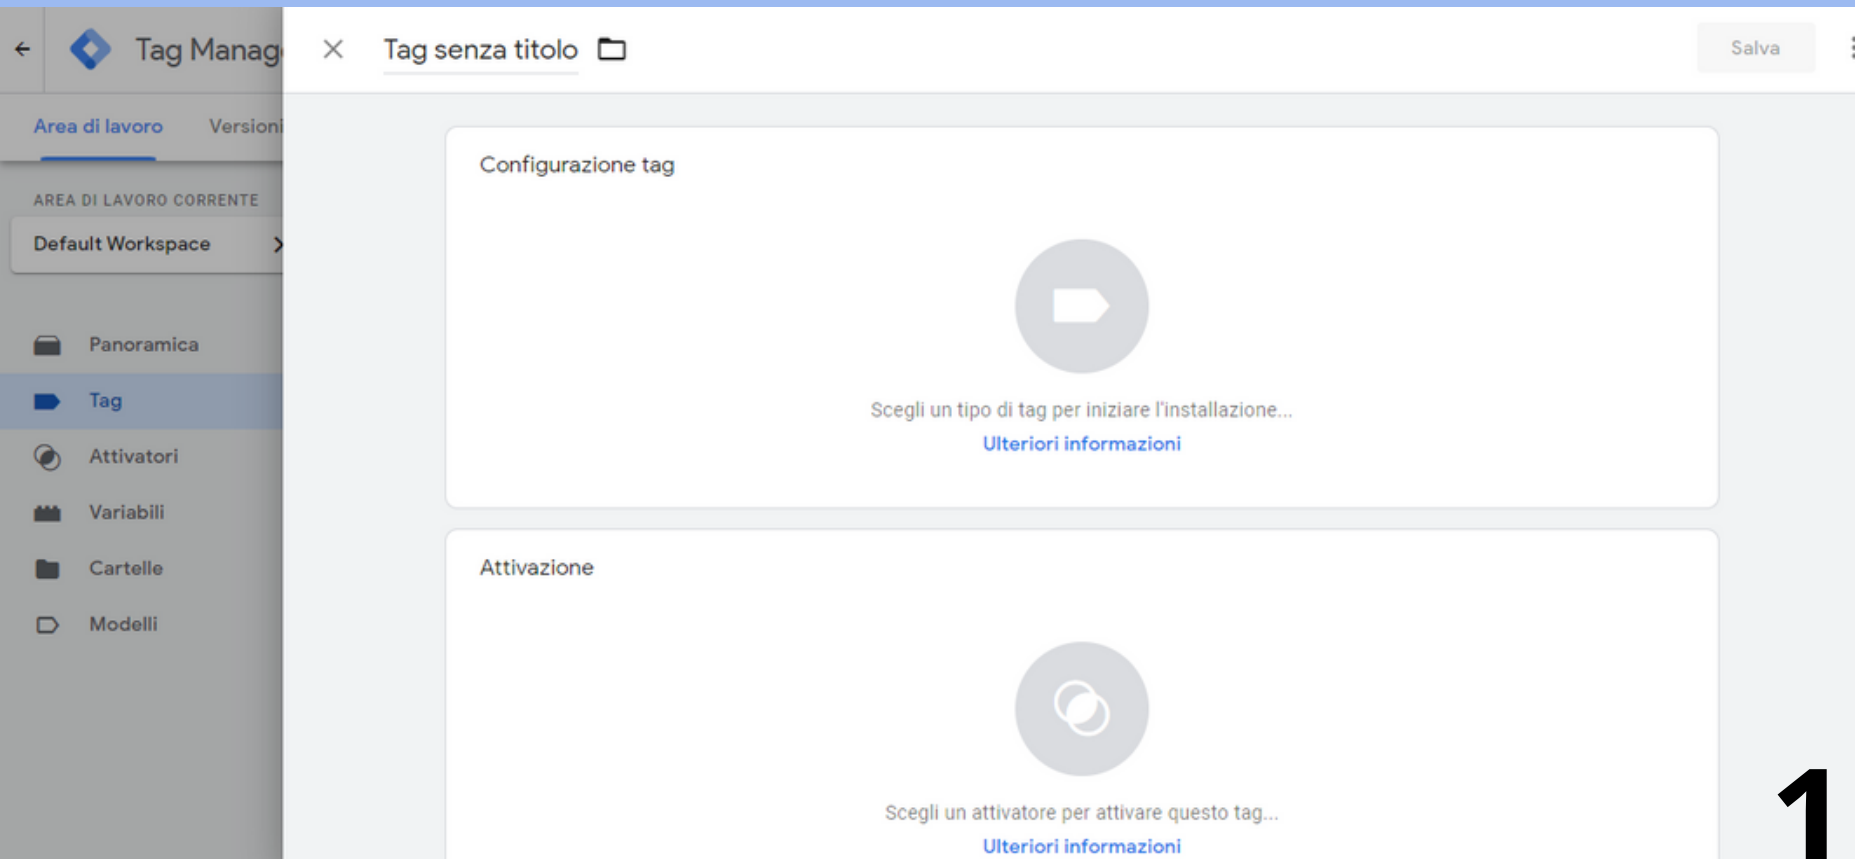 Tag Manag
Tag senza titolo
Salva
Area di lavoro Versioni
AREA DI LAVORO CORRENTE
Default Workspace
Panoramica
Tag
Attivatori
Variabili
Cartelle
Modelli
Configurazione tag
Scegli un tipo di tag per iniziare l'installazione...
Ulteriori informazioni
Attivazione
Scegli un attivatore per attivare questo tag...
Ulteriori informazioni
1